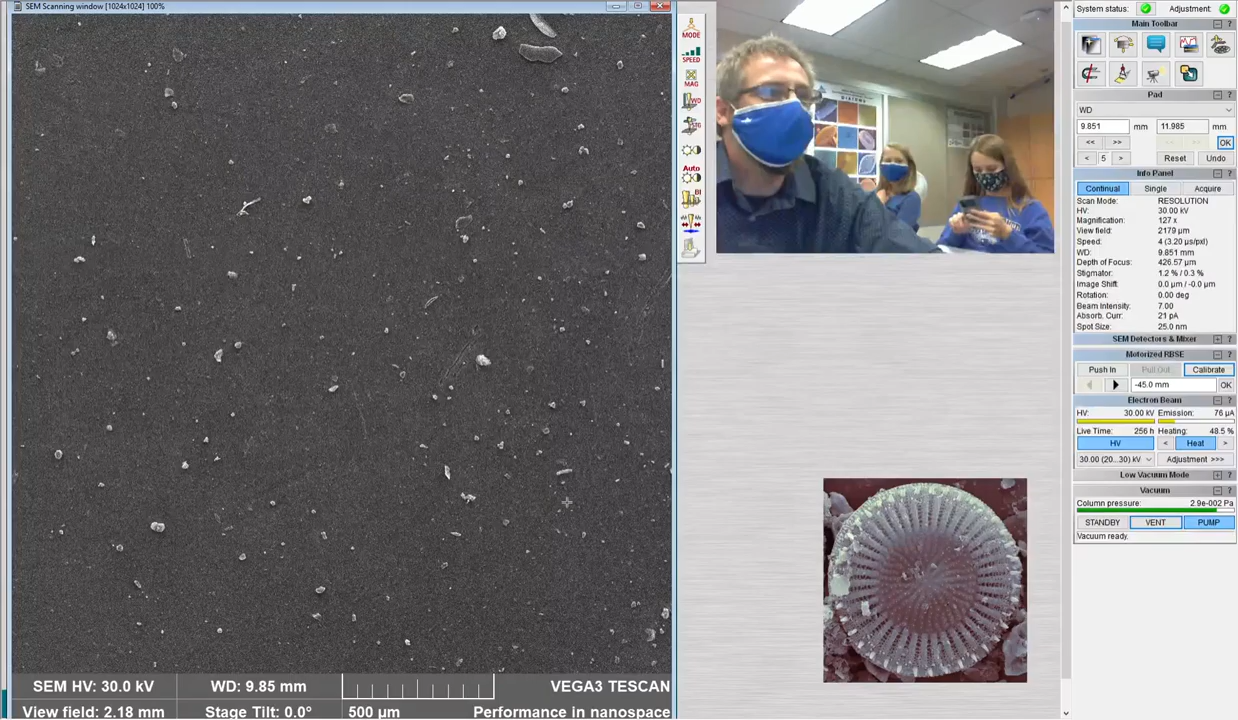 SEM Scanning window [1024x1024] 100%
SEM HV: 30.0 kV
WD: 9.85 mm
VEGA3 TESCAN
View field: 2.18 mm
Stage Tilt: 0.0°
500 µm
Performance in nanospace
MODE
SPEED
MAG
WD
STG
Auto
BI
DIATOMS
System status:
Adjustment:
Main Toolbar
Pad
WD
9.851 mm 11.985 mm
<< >> OK
< 5 > Reset Undo
Info Panel
Continual Single Acquire
Scan Mode: RESOLUTION
HV: 30.00 kV
Magnification: 127 x
View field: 2179 µm
Speed: 4 (3.20 µs/pxl)
WD: 9.851 mm
Depth of Focus: 426.57 µm
Stigmator: 1.2 % / 0.3 %
Image Shift: 0.0 µm / -0.0 µm
Rotation: 0.00 deg
Beam Intensity: 7.00
Absorb. Curr: 21 pA
Spot Size: 25.0 nm
SEM Detectors & Mixer
Motorized RBSE
Push In Pull Out Calibrate
-45.0 mm OK
Electron Beam
HV: 30.00 kV Emission: 76 µA
Live Time: 256 h Heating: 48.5 %
HV < Heat >
30.00 (20...30) kV Adjustment >>>
Low Vacuum Mode
Vacuum
Column pressure: 2.9e-002 Pa
STANDBY VENT PUMP
Vacuum ready.